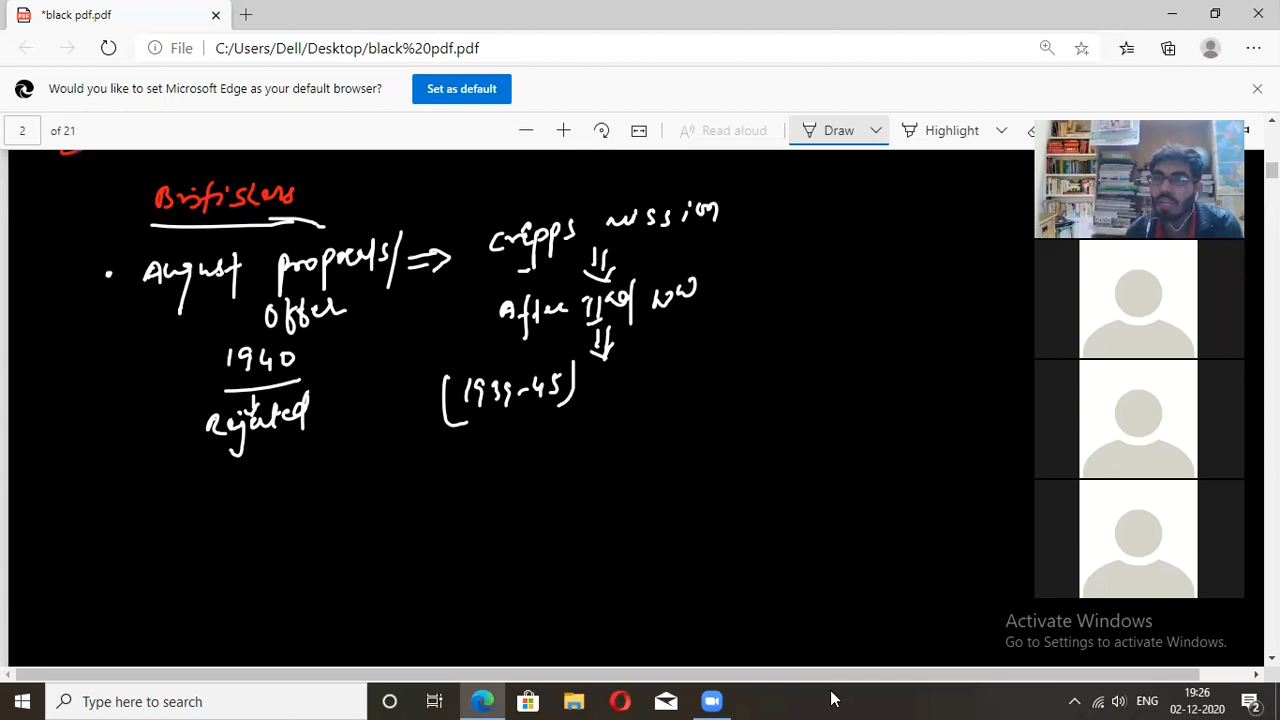 *black pdf.pdf
File
C:/Users/Dell/Desktop/black%20pdf.pdf
Would you like to set Microsoft Edge as your default browser?
Set as default
2 of 21
Read aloud
Draw
Highlight
Britishers
August proposals/ ⇒ Cripps mission
Offer
After IInd WW
1940
(1939-45)
Rejected
Activate Windows
Go to Settings to activate Windows.
Type here to search
ENG
19:26
02-12-2020
2